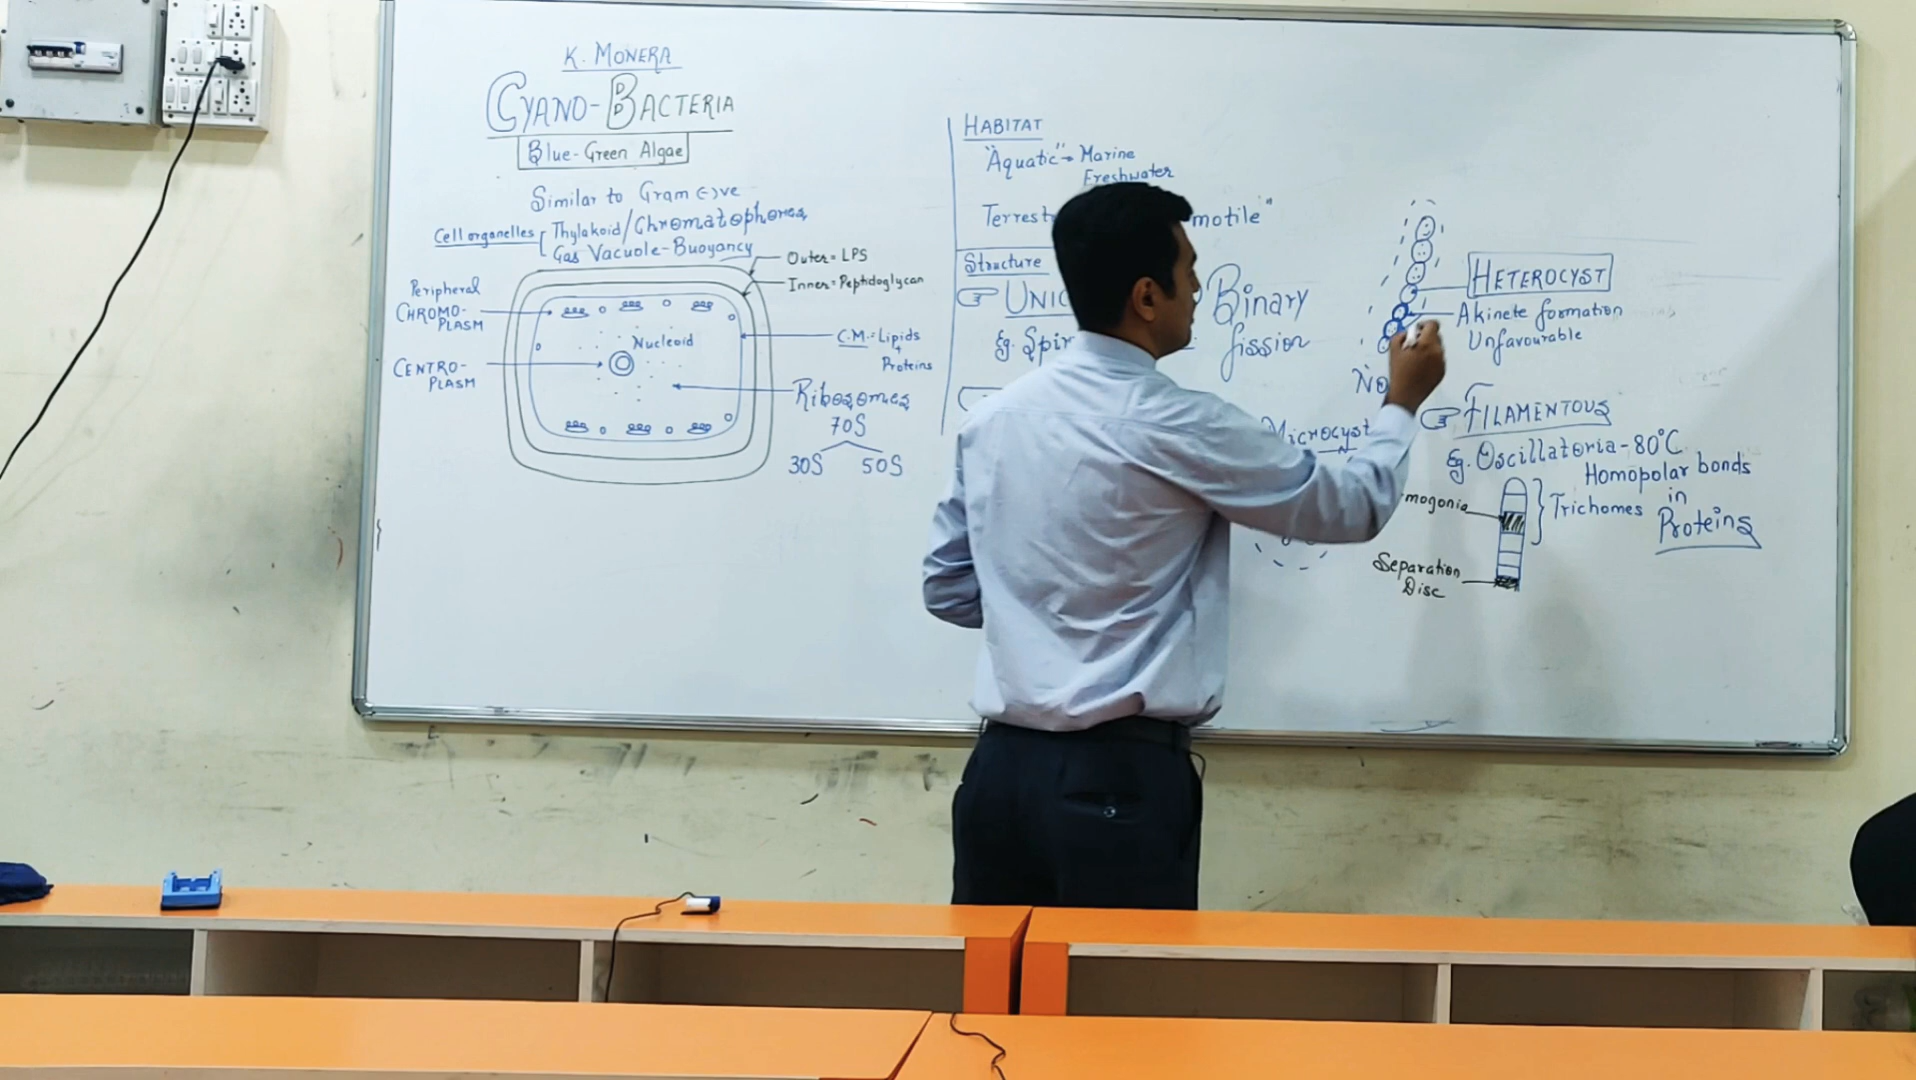 K. MONERA
CYANO-BACTERIA
Blue-Green Algae
Similar to Gram (-)ve
Cell organelles
Thylakoid/Chromatophores
Gas Vacuole-Buoyancy
Outer = LPS
Inner = Peptidoglycan
Peripheral
CHROMO-
PLASM
CENTRO-
PLASM
Nucleoid
C.M. = Lipids
+
Proteins
Ribosomes
70S
30S 50S
HABITAT
"Aquatic" Marine
Freshwater
motile"
Structure
Binary
fission
Eg.
HETEROCYST
Akinete formation
Unfavourable
FILAMENTOUS
Eg. Oscillatoria-80°C
Homopolar bonds
in
Proteins
Trichomes
Separation
Disc